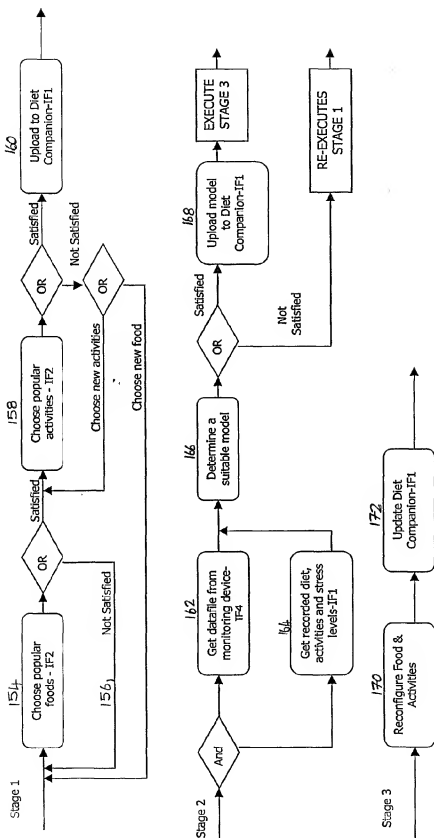 Stage 1
154
Choose popular
foods - IF2
156
Not Satisfied
OR
Satisfied
158
Choose popular
activities - IF2
OR
Satisfied
Not Satisfied
OR
Choose new activities
Choose new food
160
Upload to Diet
Companion-IF1
Stage 2
And
162
Get datafile from
monitoring device-
IF4
164
Get recorded diet,
activities and stress
levels-IF1
166
Determine a
suitable model
OR
Satisfied
Not
Satisfied
168
Upload model
to Diet
Companion-IF1
EXECUTE
STAGE 3
RE-EXECUTES
STAGE 1
Stage 3
170
Reconfigure Food &
Activities
172
Update Diet
Companion-IF1